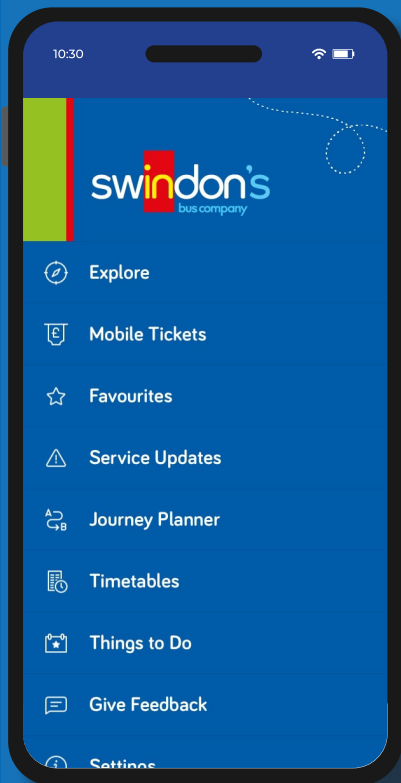 10:30
swindon's
bus company
Explore
£
Mobile Tickets
Favourites
Service Updates
A
B
Journey Planner
Timetables
Things to Do
Give Feedback
Settings